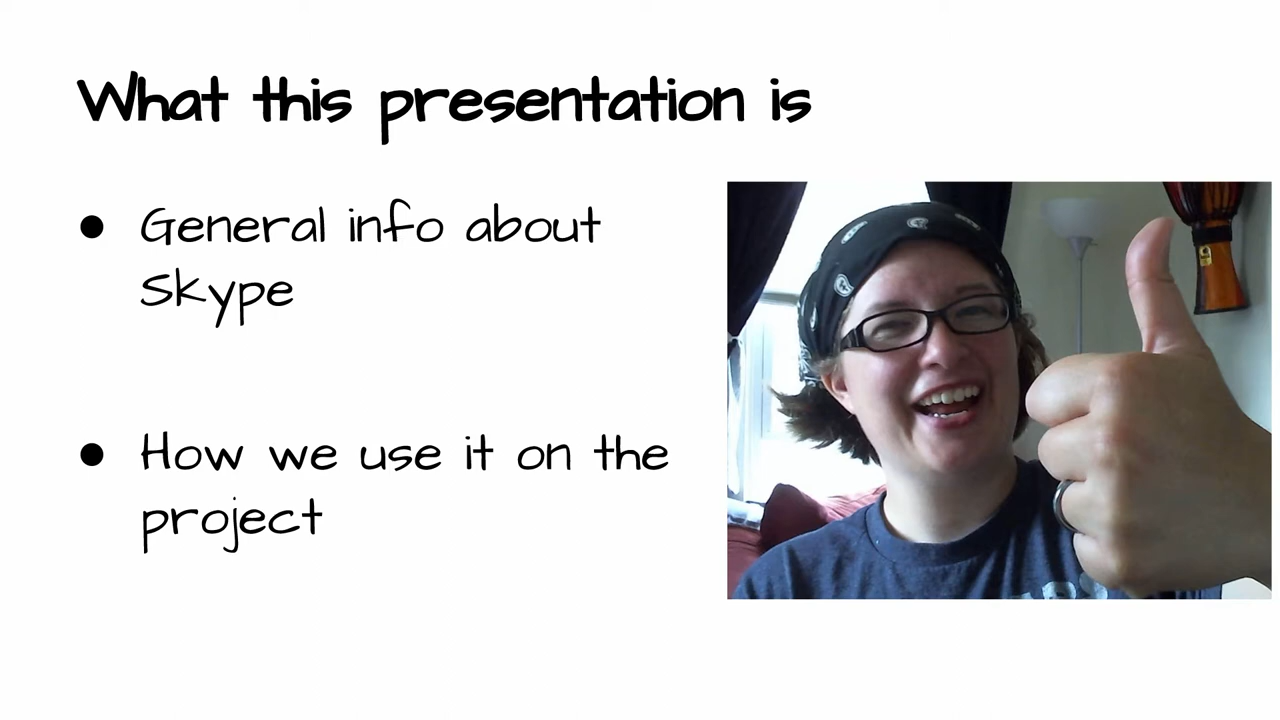 What this presentation is
● General info about
Skype
● How we use it on the
project